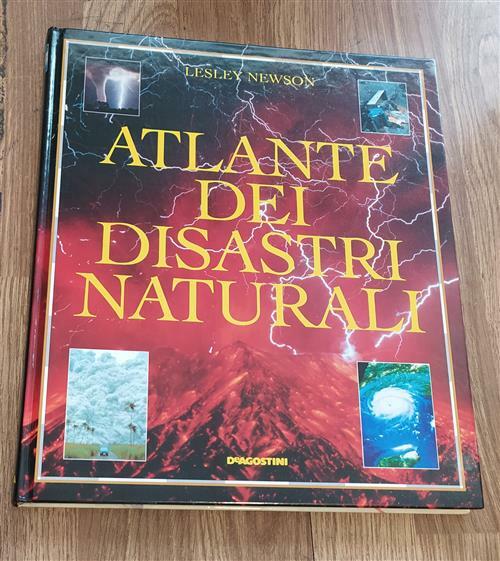 LESLEY NEWSON
ATLANTE
DEI
DISASTRI
NATURALI
DEAGOSTINI